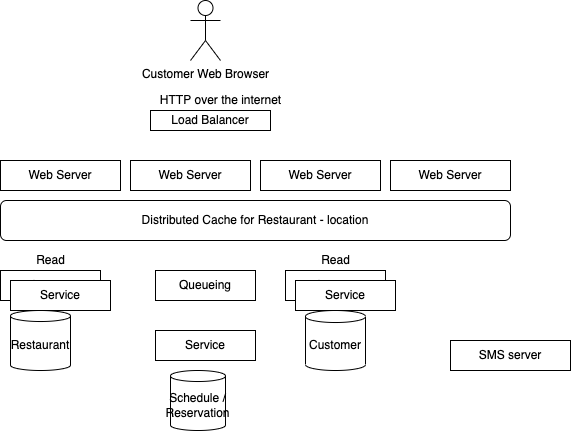 Customer Web Browser
HTTP over the internet
Load Balancer
Web Server
Web Server
Web Server
Web Server
Distributed Cache for Restaurant - location
Read
Read
Queueing
Service
Service
Restaurant
Service
Customer
SMS server
Schedule /
Reservation